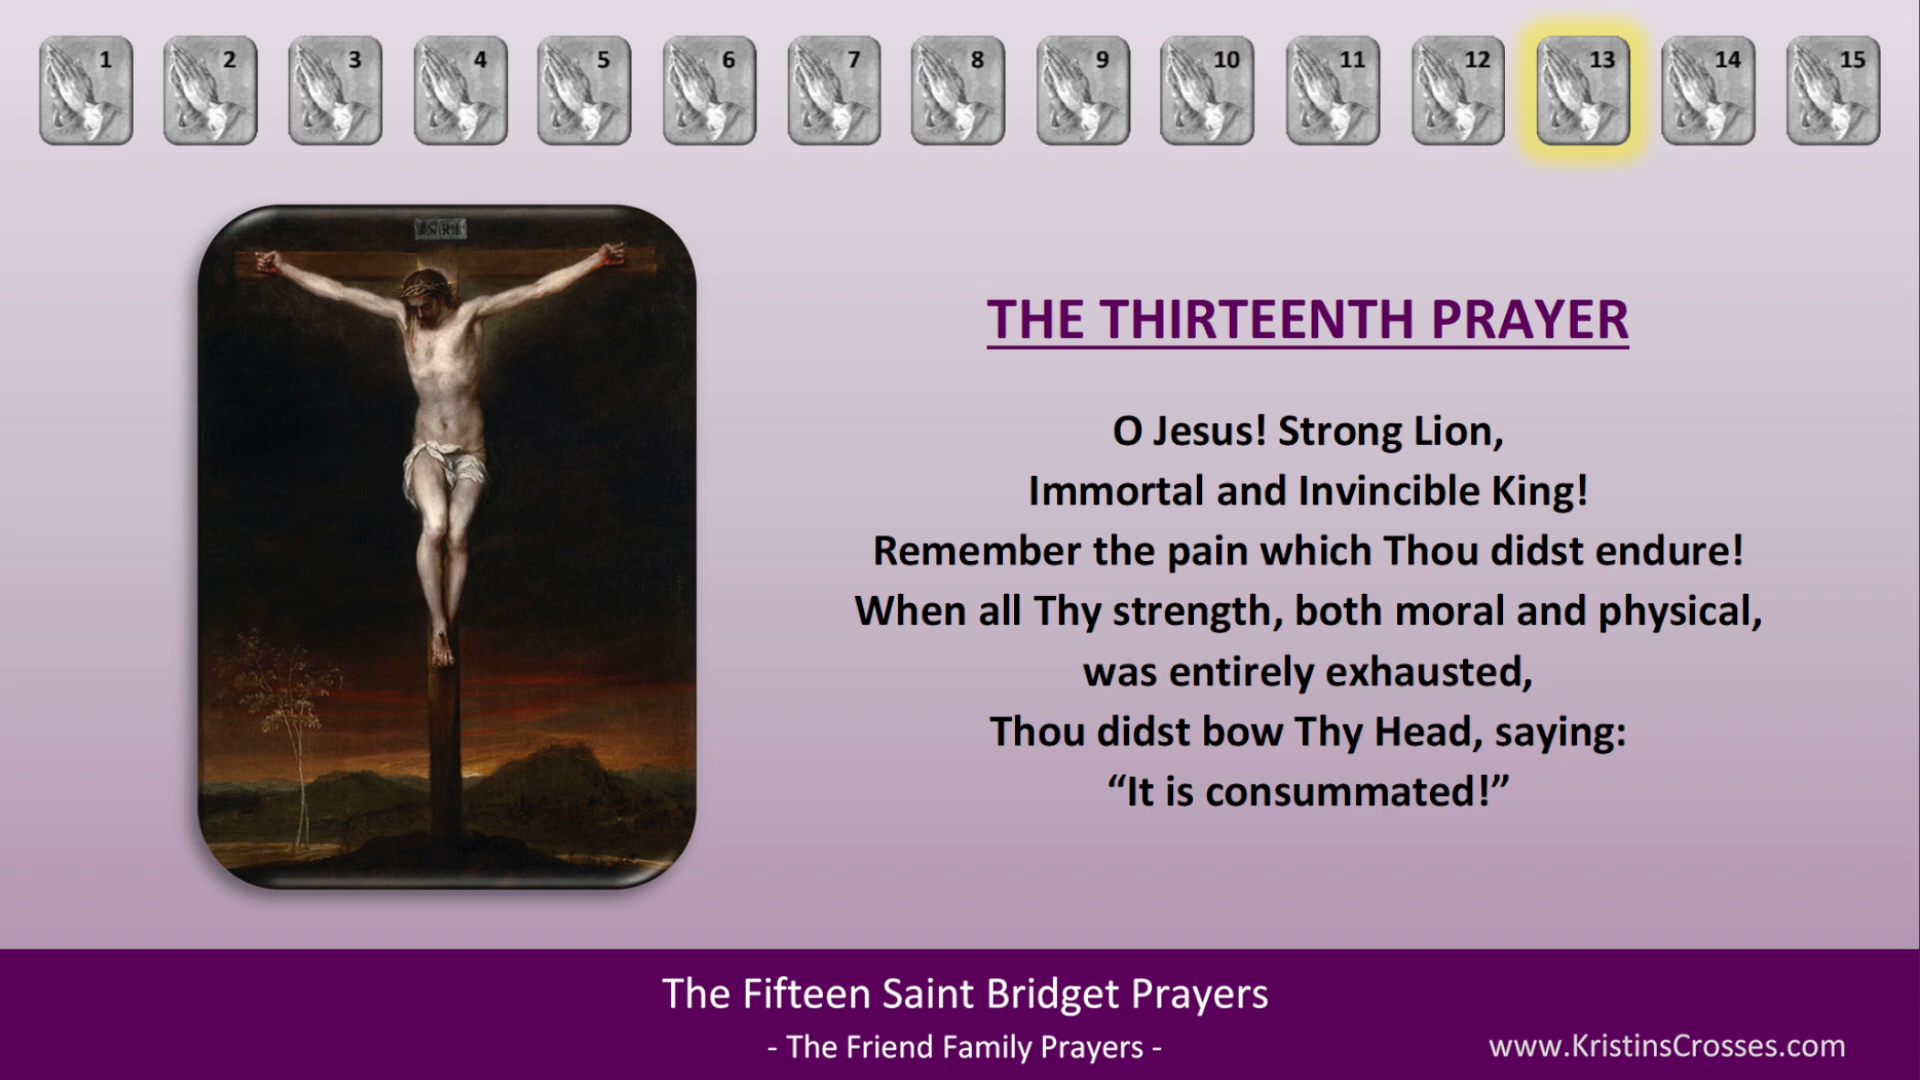 1 2 3 4 5 6 7 8 9 10 11 12 13 14 15
INRI
THE THIRTEENTH PRAYER
O Jesus! Strong Lion,
Immortal and Invincible King!
Remember the pain which Thou didst endure!
When all Thy strength, both moral and physical,
was entirely exhausted,
Thou didst bow Thy Head, saying:
“It is consummated!”
The Fifteen Saint Bridget Prayers
- The Friend Family Prayers -
www.KristinsCrosses.com